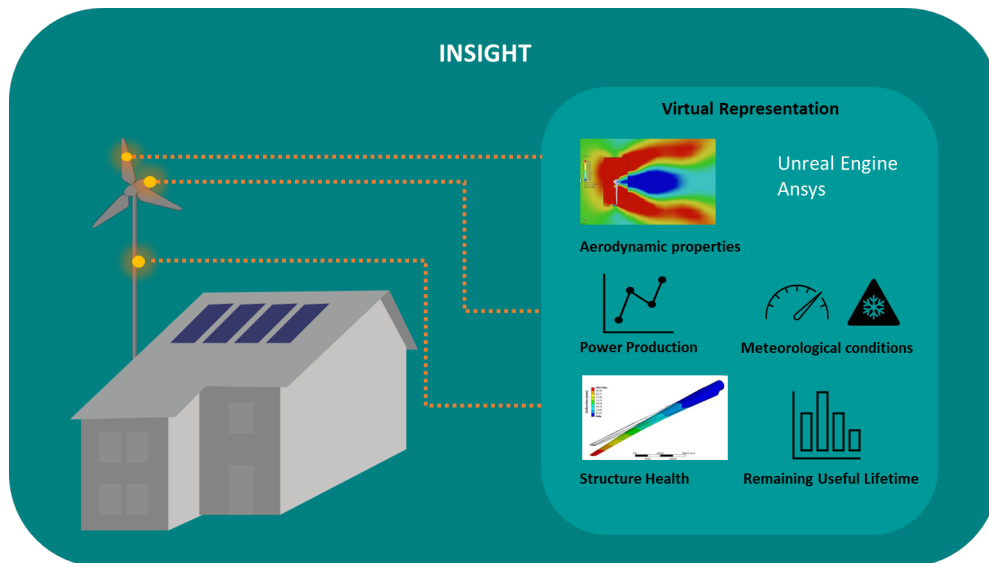 INSIGHT
Virtual Representation
Unreal Engine
Ansys
Aerodynamic properties
Power Production
Meteorological conditions
Structure Health
Remaining Useful Lifetime